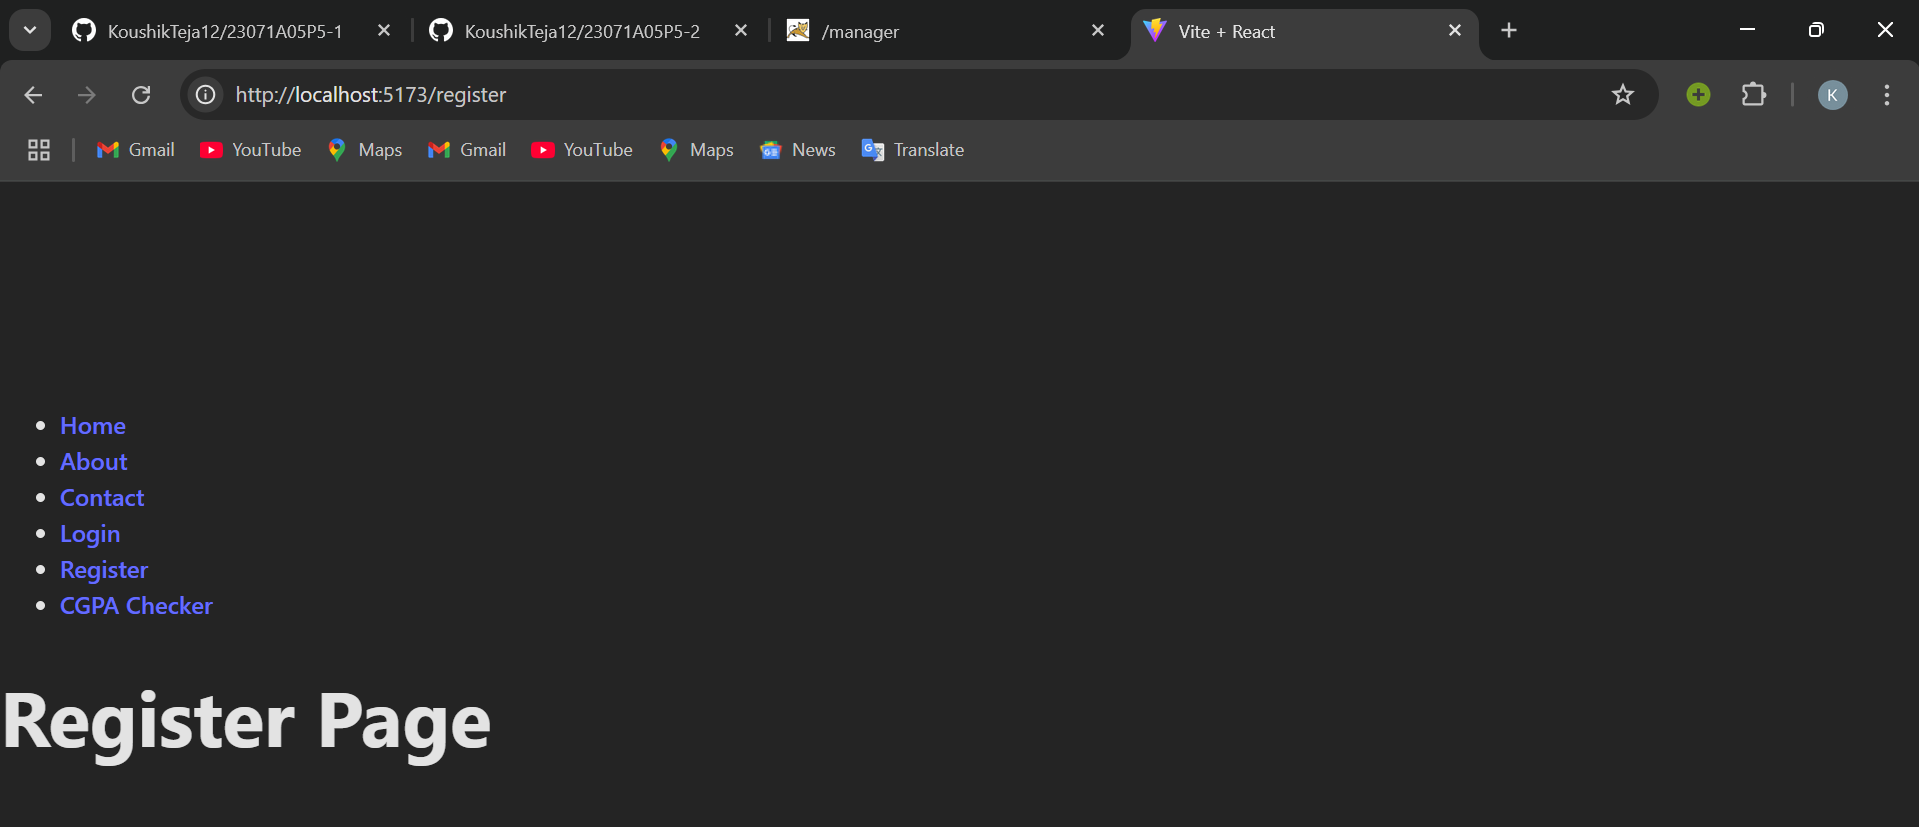 KoushikTeja12/23071A05P5-1
KoushikTeja12/23071A05P5-2
/manager
Vite + React
http://localhost:5173/register
K
Gmail YouTube Maps Gmail YouTube Maps News Translate
Home
About
Contact
Login
Register
CGPA Checker
Register Page